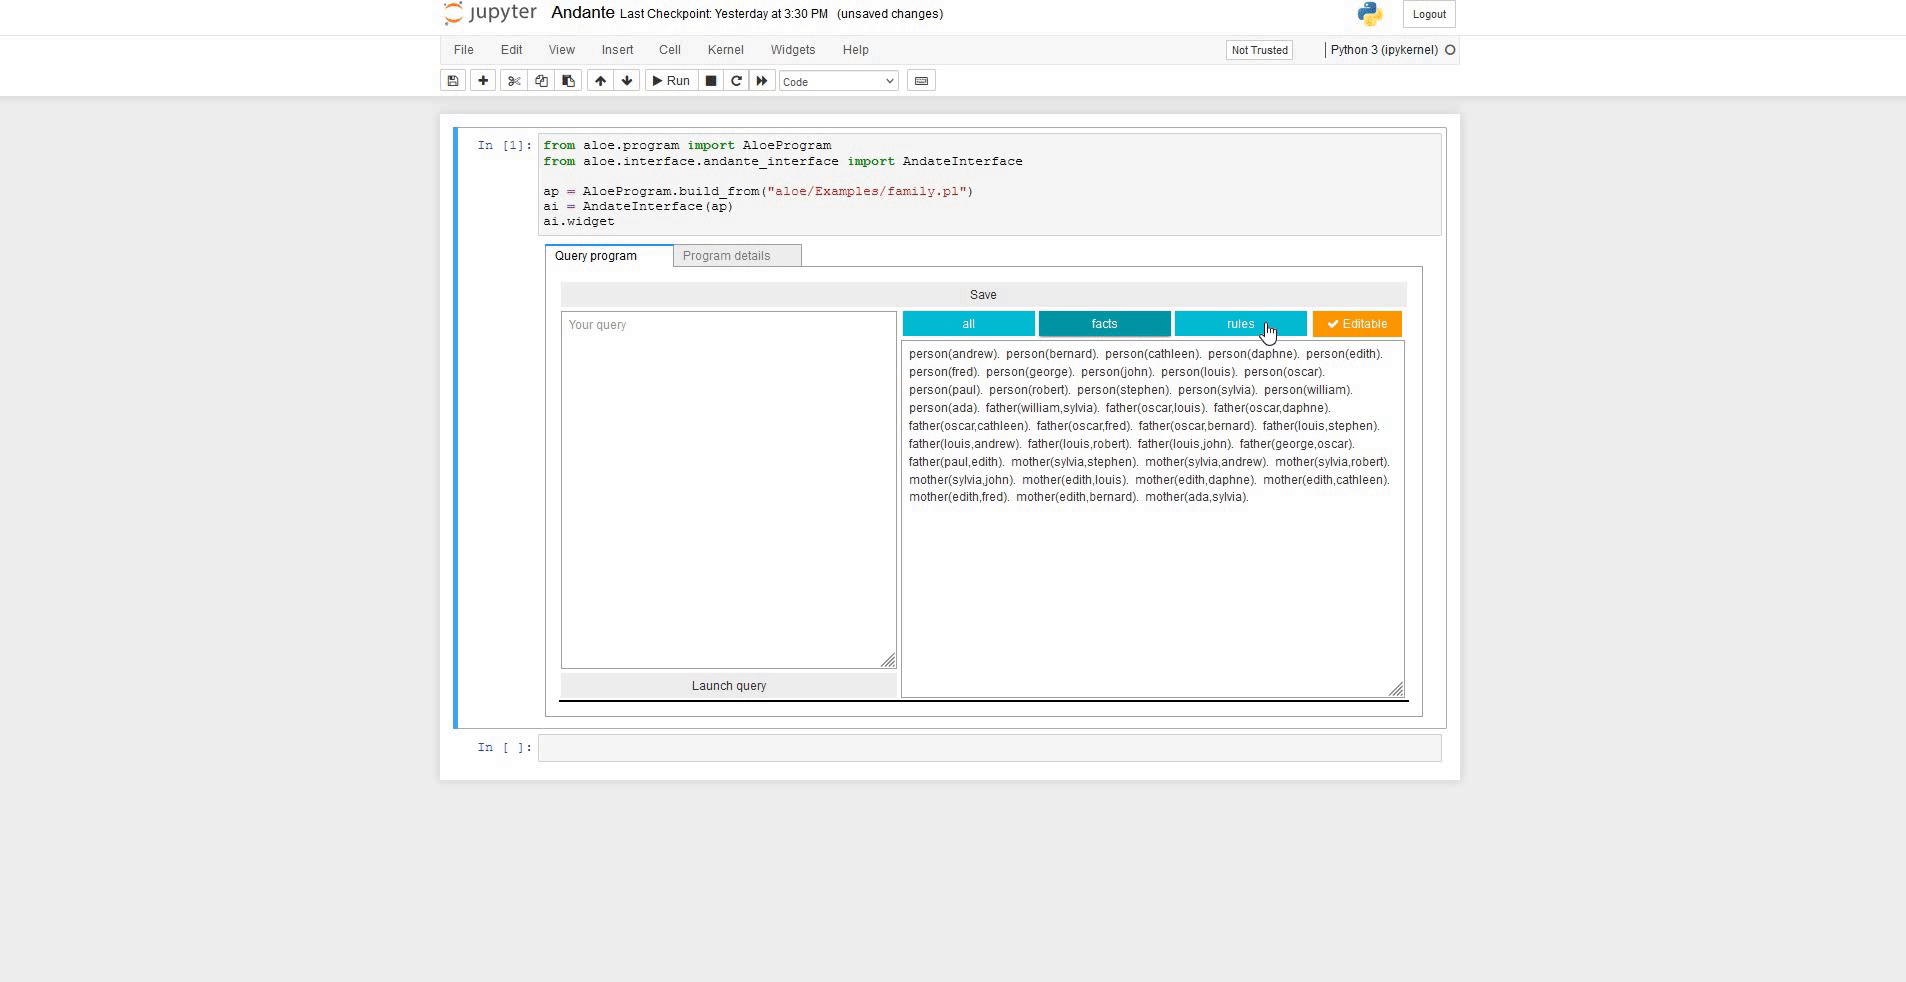 jupyter Andante Last Checkpoint: Yesterday at 3:30 PM (unsaved changes) Logout
File Edit View Insert Cell Kernel Widgets Help Not Trusted Python 3 (ipykernel)
Run Code
In [1]: from aloe.program import AloeProgram
from aloe.interface.andante_interface import AndateInterface
ap = AloeProgram.build_from("aloe/Examples/family.pl")
ai = AndateInterface(ap)
ai.widget
Query program Program details
Save
Your query
all facts rules Editable
person(andrew). person(bernard). person(cathleen). person(daphne). person(edith).
person(fred). person(george). person(john). person(louis). person(oscar).
person(paul). person(robert). person(stephen). person(sylvia). person(william).
person(ada). father(william,sylvia). father(oscar,louis). father(oscar,daphne).
father(oscar,cathleen). father(oscar,fred). father(oscar,bernard). father(louis,stephen).
father(louis,andrew). father(louis,robert). father(louis,john). father(george,oscar).
father(paul,edith). mother(sylvia,stephen). mother(sylvia,andrew). mother(sylvia,robert).
mother(sylvia,john). mother(edith,louis). mother(edith,daphne). mother(edith,cathleen).
mother(edith,fred). mother(edith,bernard). mother(ada,sylvia).
Launch query
In [ ]: